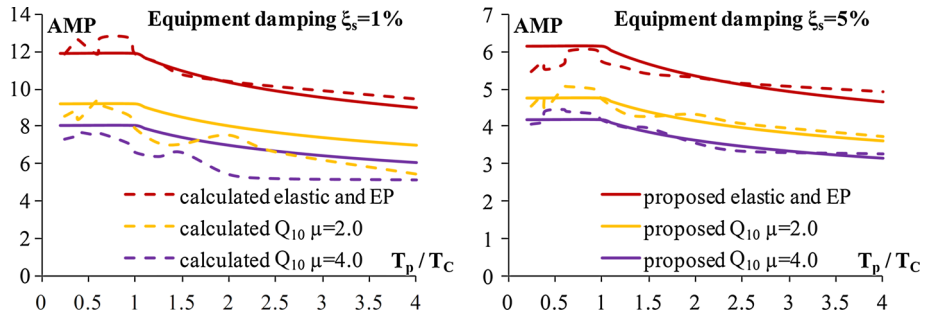 AMP
Equipment damping ξs=1%
14
12
10
8
6
4
2
0
calculated elastic and EP
calculated Q10 μ=2.0
calculated Q10 μ=4.0
Tp / TC
0 0.5 1 1.5 2 2.5 3 3.5 4
AMP
Equipment damping ξs=5%
7
6
5
4
3
2
1
0
proposed elastic and EP
proposed Q10 μ=2.0
proposed Q10 μ=4.0
Tp / TC
0 0.5 1 1.5 2 2.5 3 3.5 4